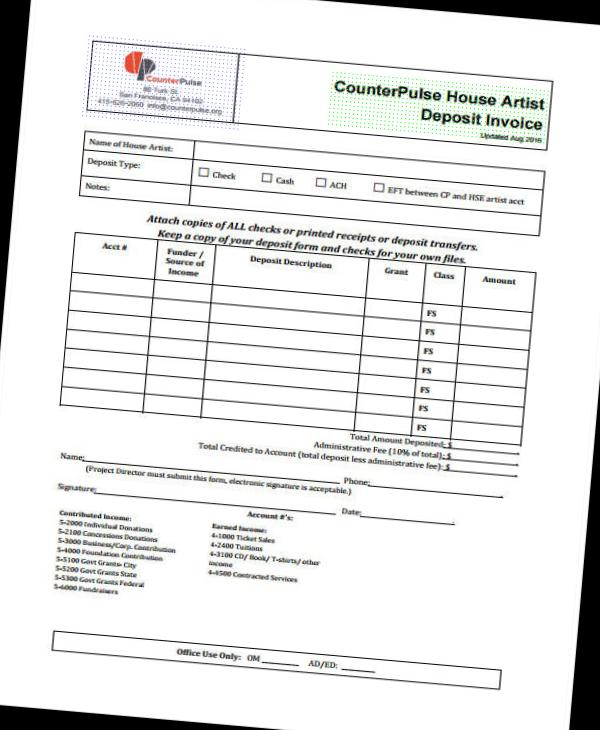 CounterPulse
80 Turk St.
San Francisco, CA 94102
415-626-2060 info@counterpulse.org
CounterPulse House Artist
Deposit Invoice
Updated Aug 2016
Name of House Artist:
Deposit Type: Check Cash ACH EFT between CP and HSE artist acct
Notes:
Attach copies of ALL checks or printed receipts or deposit transfers.
Keep a copy of your deposit form and checks for your own files.
Acct # Funder / Source of Income Deposit Description Grant Class Amount
FS
FS
FS
FS
FS
FS
FS
Total Amount Deposited: $
Administrative Fee (10% of total): $
Total Credited to Account (total deposit less administrative fee): $
Name: Phone:
(Project Director must submit this form, electronic signature is acceptable.)
Signature: Date:
Account #'s:
Contributed Income:
5-2000 Individual Donations
5-2100 Concessions Donations
5-3000 Business/Corp. Contribution
5-4000 Foundation Contribution
5-5100 Govt Grants- City
5-5200 Govt Grants State
5-5300 Govt Grants Federal
5-6000 Fundraisers
Earned Income:
4-1000 Ticket Sales
4-2400 Tuitions
4-3100 CD/ Book/ T-shirts/ other
income
4-4500 Contracted Services
Office Use Only: OM AD/ED: